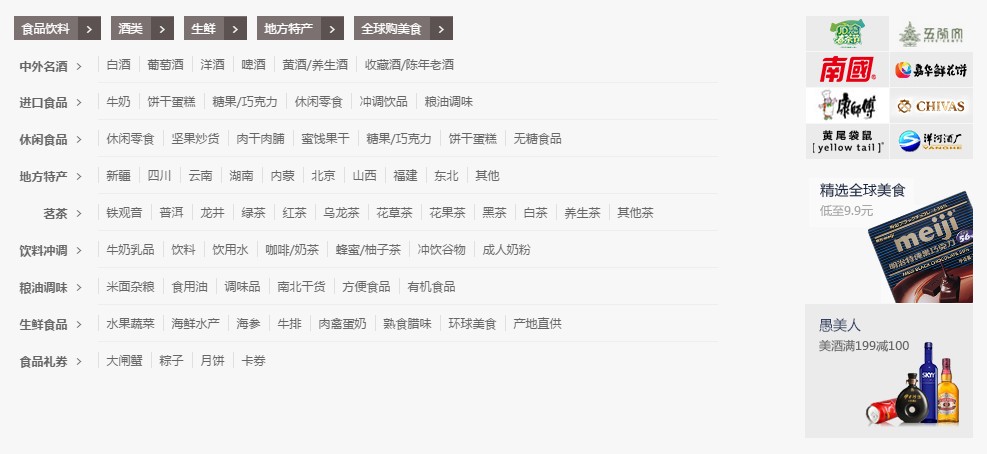 食品饮料 > 酒类 > 生鲜 > 地方特产 > 全球购美食 >
中外名酒 > 白酒 葡萄酒 洋酒 啤酒 黄酒/养生酒 收藏酒/陈年老酒
进口食品 > 牛奶 饼干蛋糕 糖果/巧克力 休闲零食 冲调饮品 粮油调味
休闲食品 > 休闲零食 坚果炒货 肉干肉脯 蜜饯果干 糖果/巧克力 饼干蛋糕 无糖食品
地方特产 > 新疆 四川 云南 湖南 内蒙 北京 山西 福建 东北 其他
茗茶 > 铁观音 普洱 龙井 绿茶 红茶 乌龙茶 花草茶 花果茶 黑茶 白茶 养生茶 其他茶
饮料冲调 > 牛奶乳品 饮料 饮用水 咖啡/奶茶 蜂蜜/柚子茶 冲饮谷物 成人奶粉
粮油调味 > 米面杂粮 食用油 调味品 南北干货 方便食品 有机食品
生鲜食品 > 水果蔬菜 海鲜水产 海参 牛排 肉禽蛋奶 熟食腊味 环球美食 产地直供
食品礼券 > 大闸蟹 粽子 月饼 卡券
南國 嘉华鲜花饼
康師傅 CHIVAS
黄尾袋鼠 洋河酒厂
[ yellow tail ] YANGHE
精选全球美食
低至9.9元
meiji
56
明治特纯黑巧克力
MEIJI BLACK CHOCOLATE
愚美人
美酒满199减100
SKYY